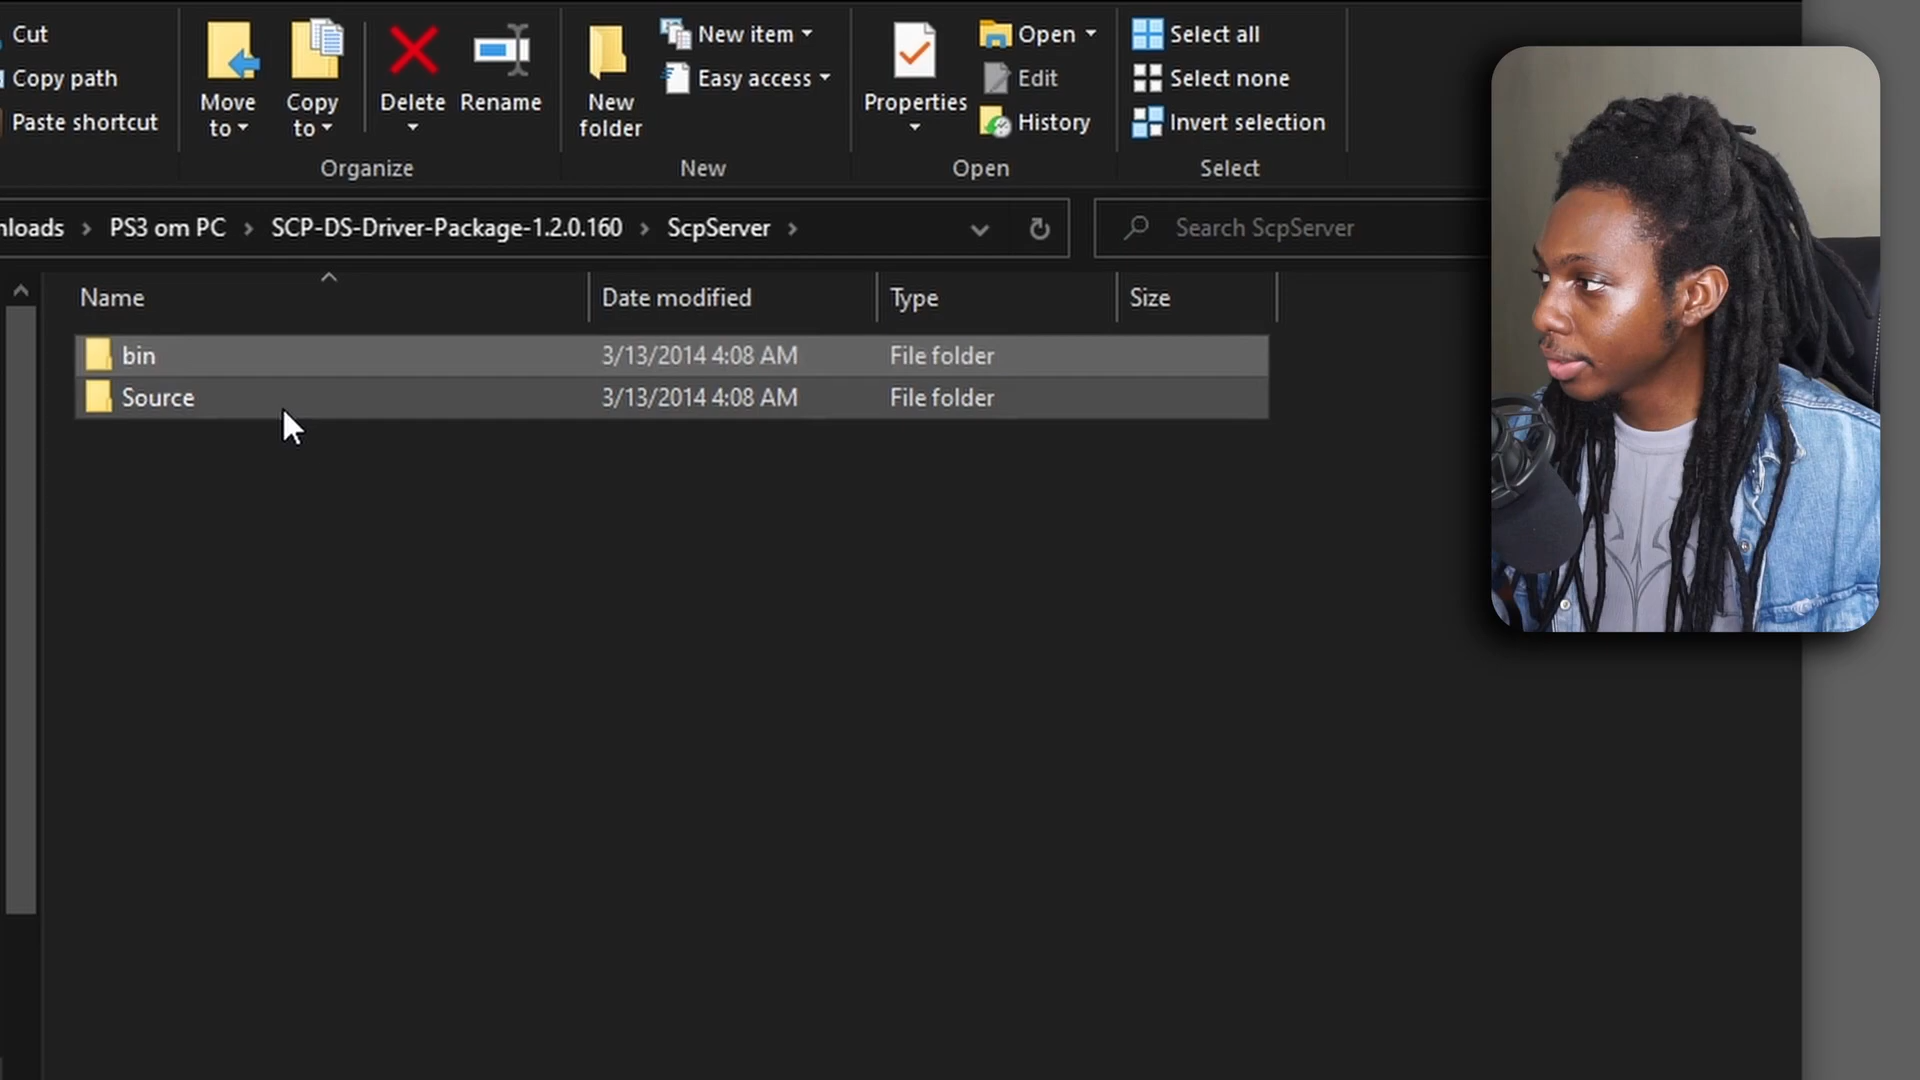 Cut
Copy path
Paste shortcut
Move to
Copy to
Delete
Rename
Organize
New folder
New item
Easy access
New
Properties
Open
Edit
History
Open
Select all
Select none
Invert selection
Select
nloads > PS3 om PC > SCP-DS-Driver-Package-1.2.0.160 > ScpServer >
Search ScpServer
Name Date modified Type Size
bin 3/13/2014 4:08 AM File folder
Source 3/13/2014 4:08 AM File folder